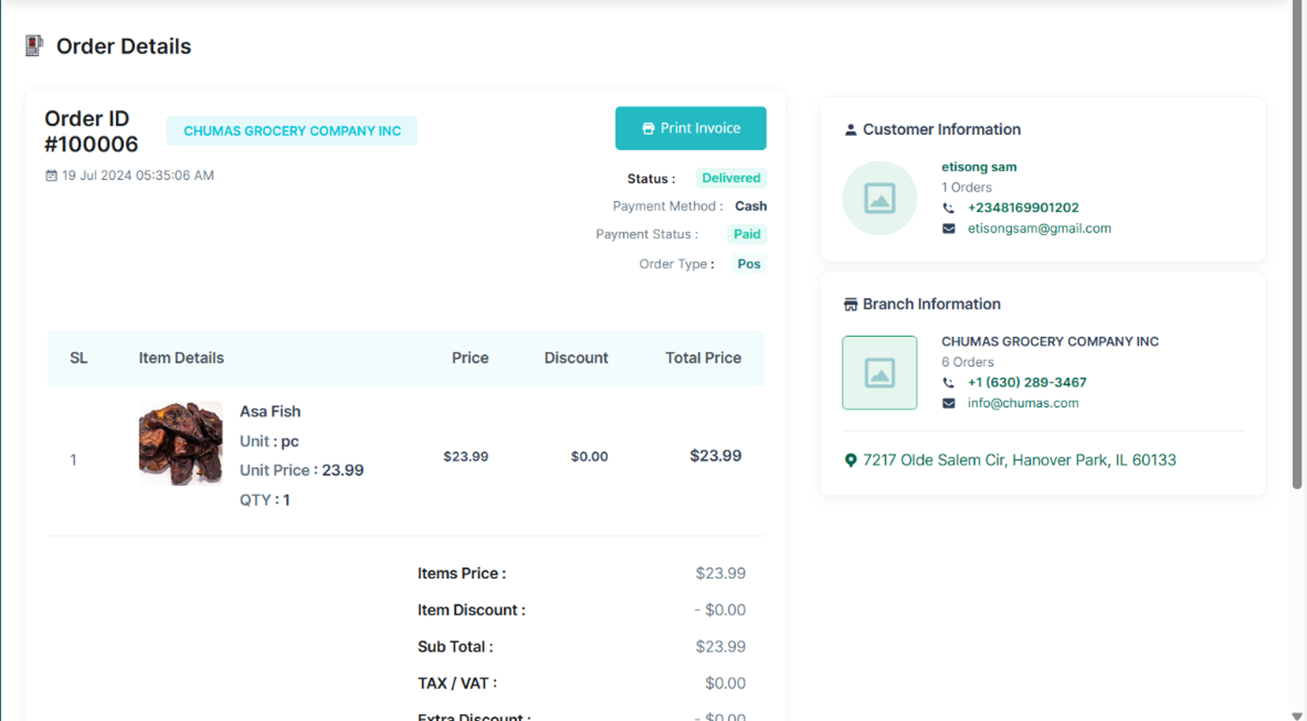 Order Details
Order ID
#100006
CHUMAS GROCERY COMPANY INC
19 Jul 2024 05:35:06 AM
Print Invoice
Status : Delivered
Payment Method : Cash
Payment Status : Paid
Order Type : Pos
SL Item Details Price Discount Total Price
Asa Fish
Unit : pc
1 $23.99 $0.00 $23.99
Unit Price : 23.99
QTY : 1
Items Price : $23.99
Item Discount : - $0.00
Sub Total : $23.99
TAX / VAT : $0.00
Extra Discount : - $0.00
Customer Information
etisong sam
1 Orders
+2348169901202
etisongsam@gmail.com
Branch Information
CHUMAS GROCERY COMPANY INC
6 Orders
+1 (630) 289-3467
info@chumas.com
7217 Olde Salem Cir, Hanover Park, IL 60133